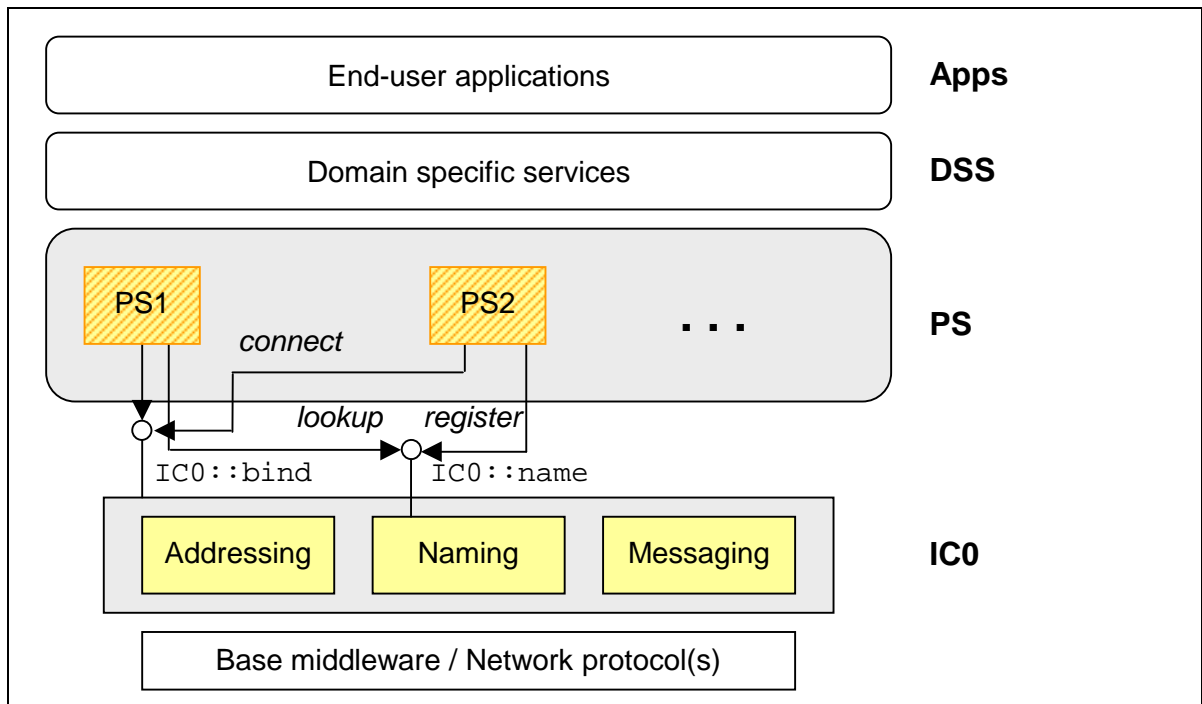 End-user applications
Apps
Domain specific services
DSS
PS1
PS2
. . .
PS
connect
lookup
register
IC0::bind
IC0::name
Addressing
Naming
Messaging
IC0
Base middleware / Network protocol(s)